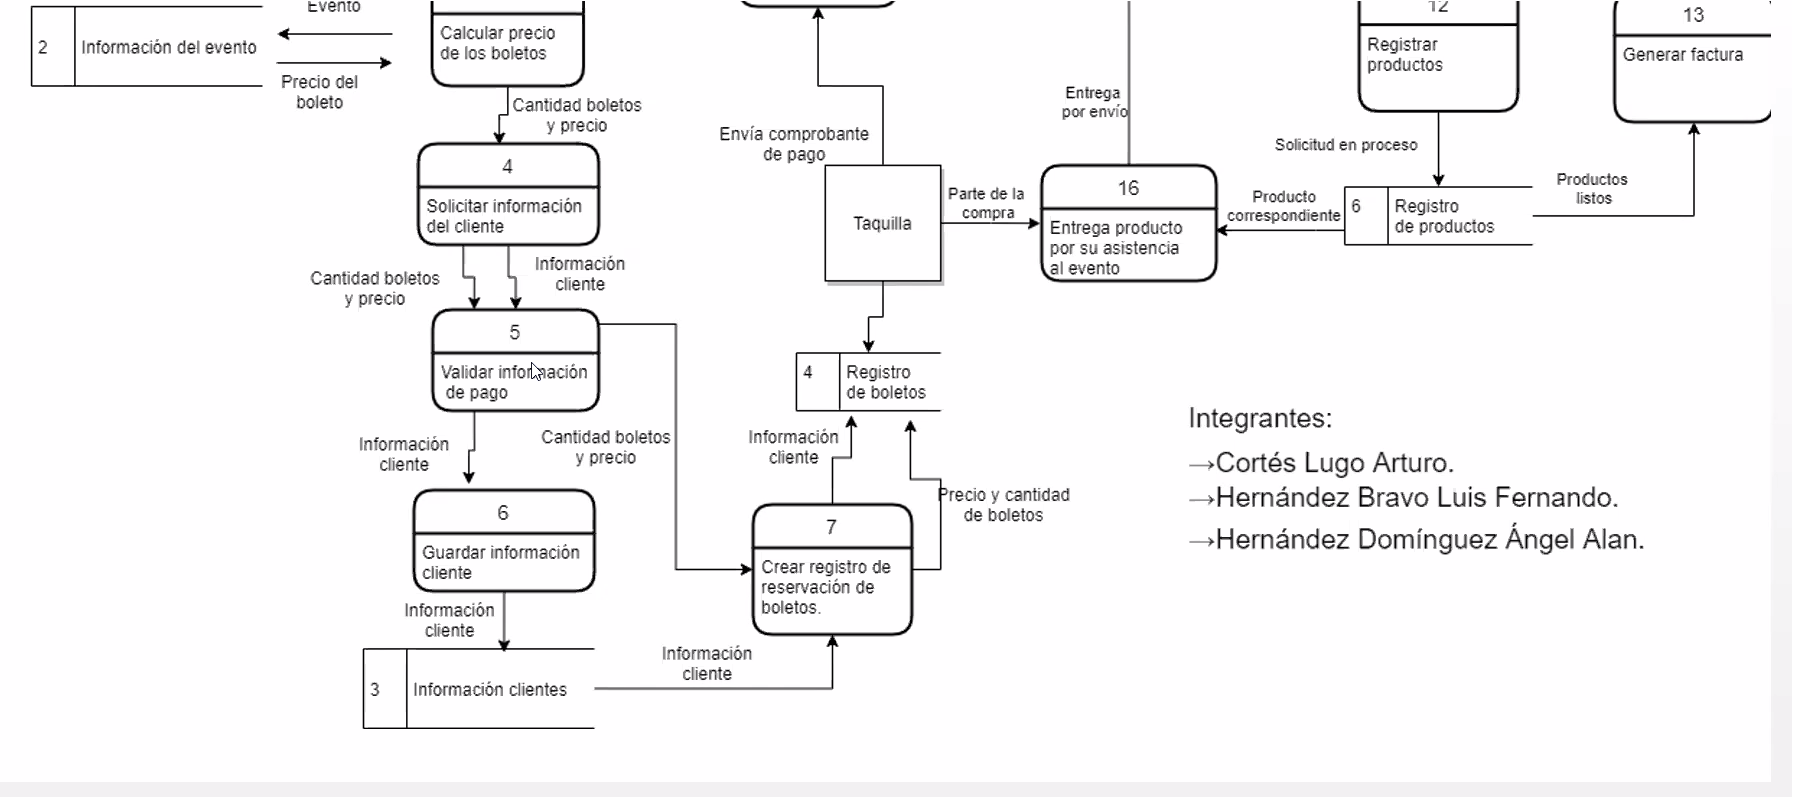 Evento
2
Información del evento
Precio del
boleto
Calcular precio
de los boletos
Cantidad boletos
y precio
4
Solicitar información
del cliente
Cantidad boletos
y precio
Información
cliente
5
Validar información
de pago
Información
cliente
Cantidad boletos
y precio
6
Guardar información
cliente
Información
cliente
3
Información clientes
Información
cliente
7
Crear registro de
reservación de
boletos.
Información
cliente
Precio y cantidad
de boletos
4
Registro
de boletos
Envía comprobante
de pago
Taquilla
Parte de la
compra
Entrega
por envío
16
Entrega producto
por su asistencia
al evento
Producto
correspondiente
12
Registrar
productos
Solicitud en proceso
6
Registro
de productos
Productos
listos
13
Generar factura
Integrantes:
→Cortés Lugo Arturo.
→Hernández Bravo Luis Fernando.
→Hernández Domínguez Ángel Alan.